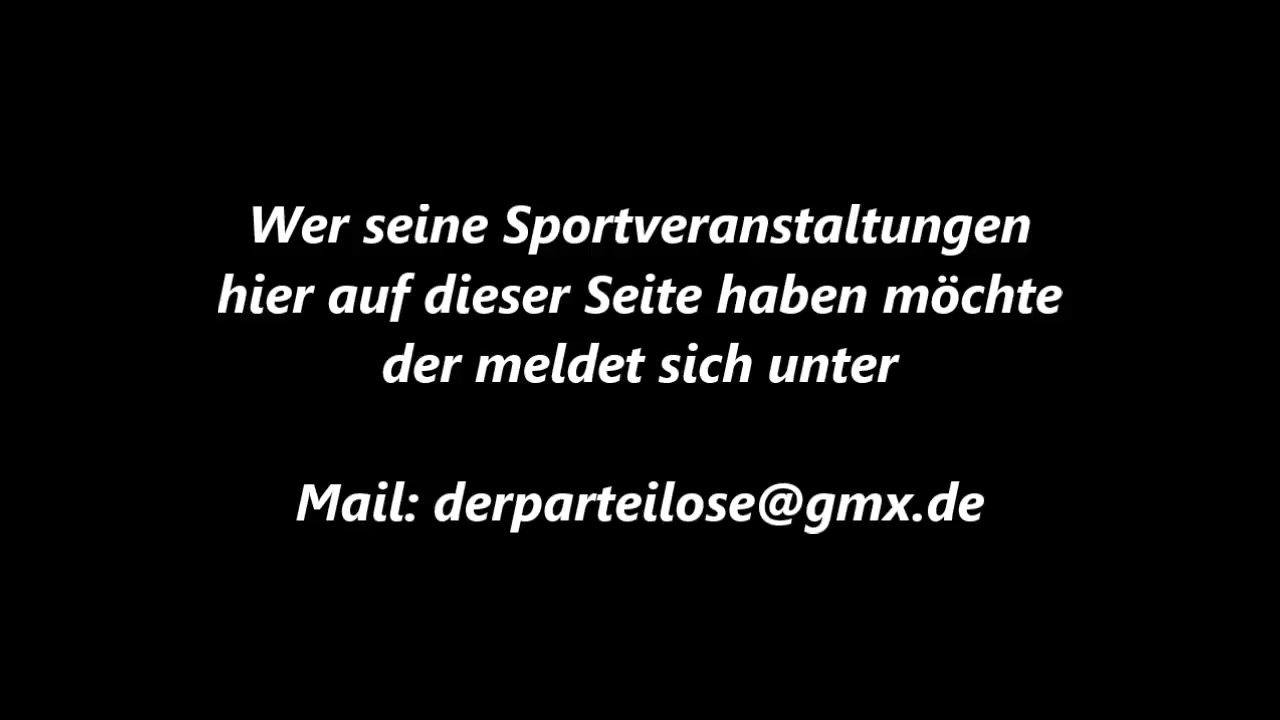 Wer seine Sportveranstaltungen
hier auf dieser Seite haben möchte
der meldet sich unter
Mail: derparteilose@gmx.de